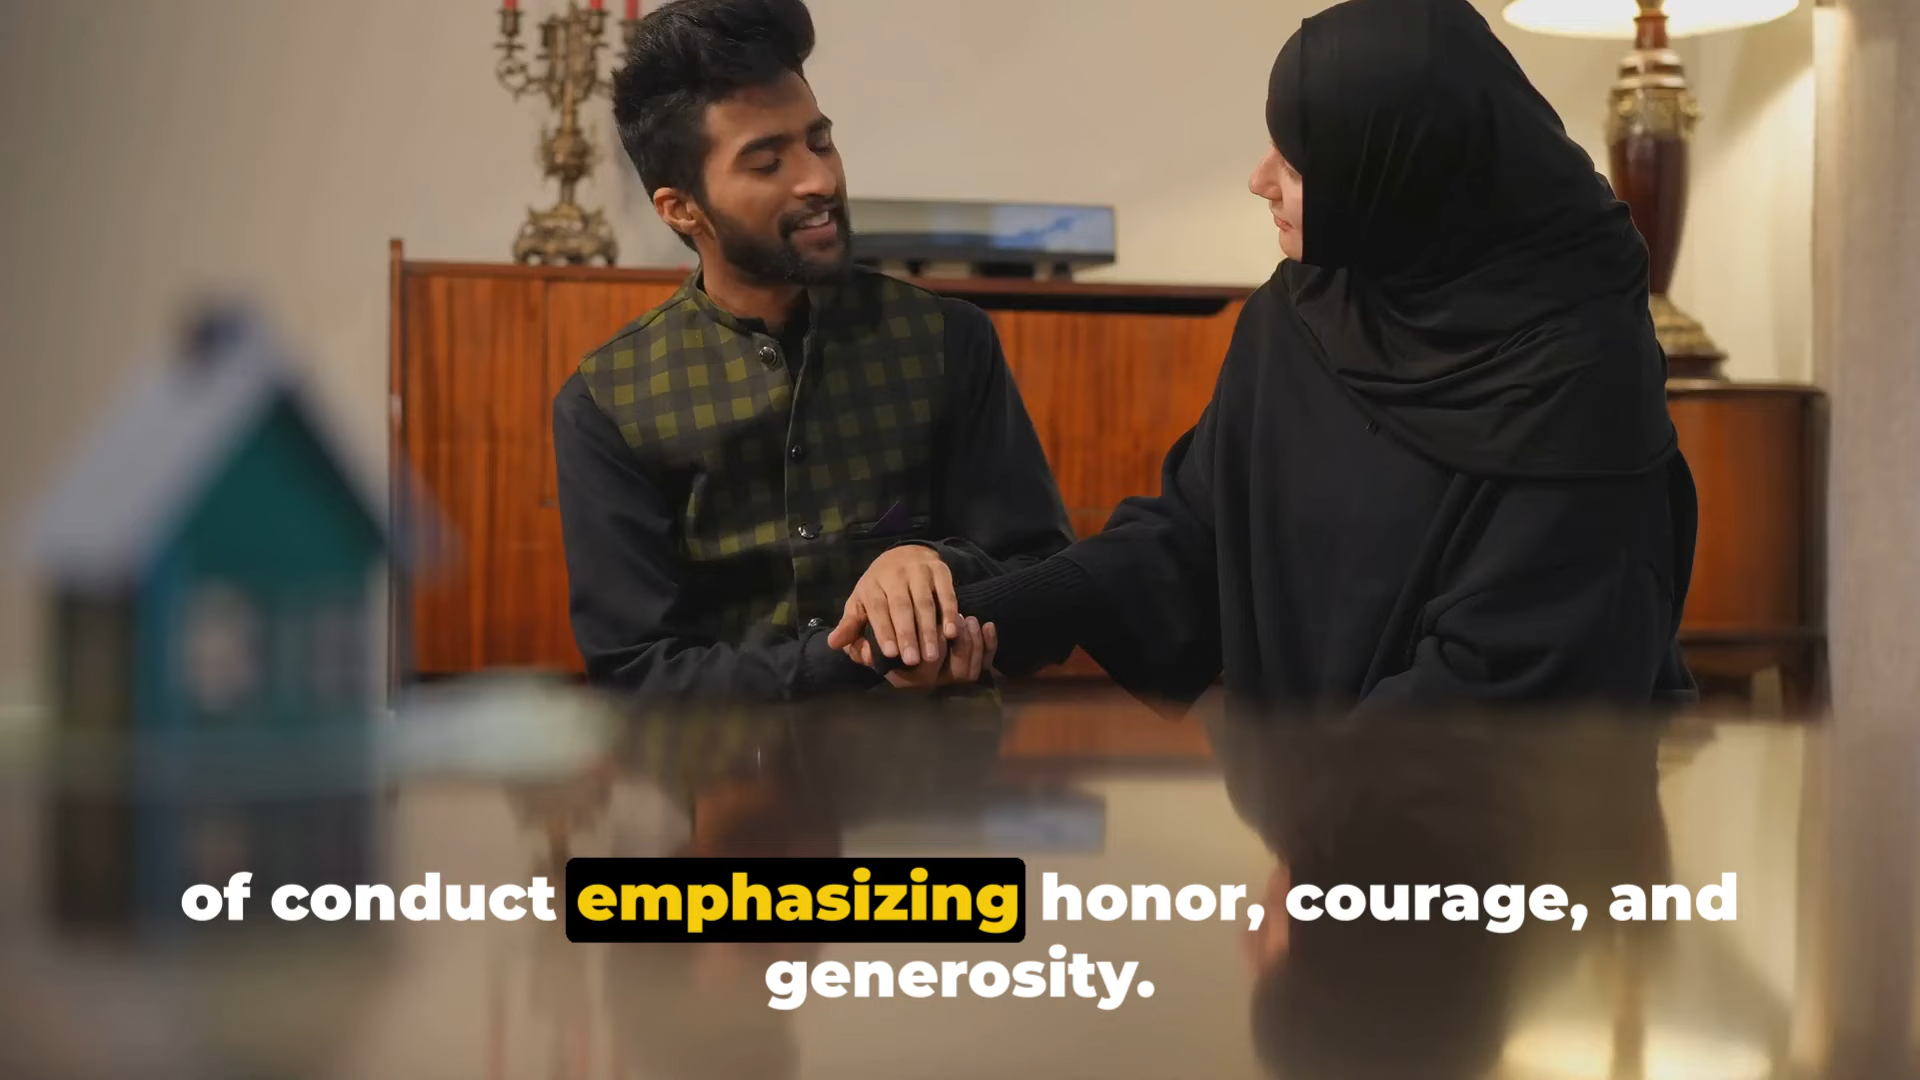 of conduct emphasizing honor, courage, and
generosity.